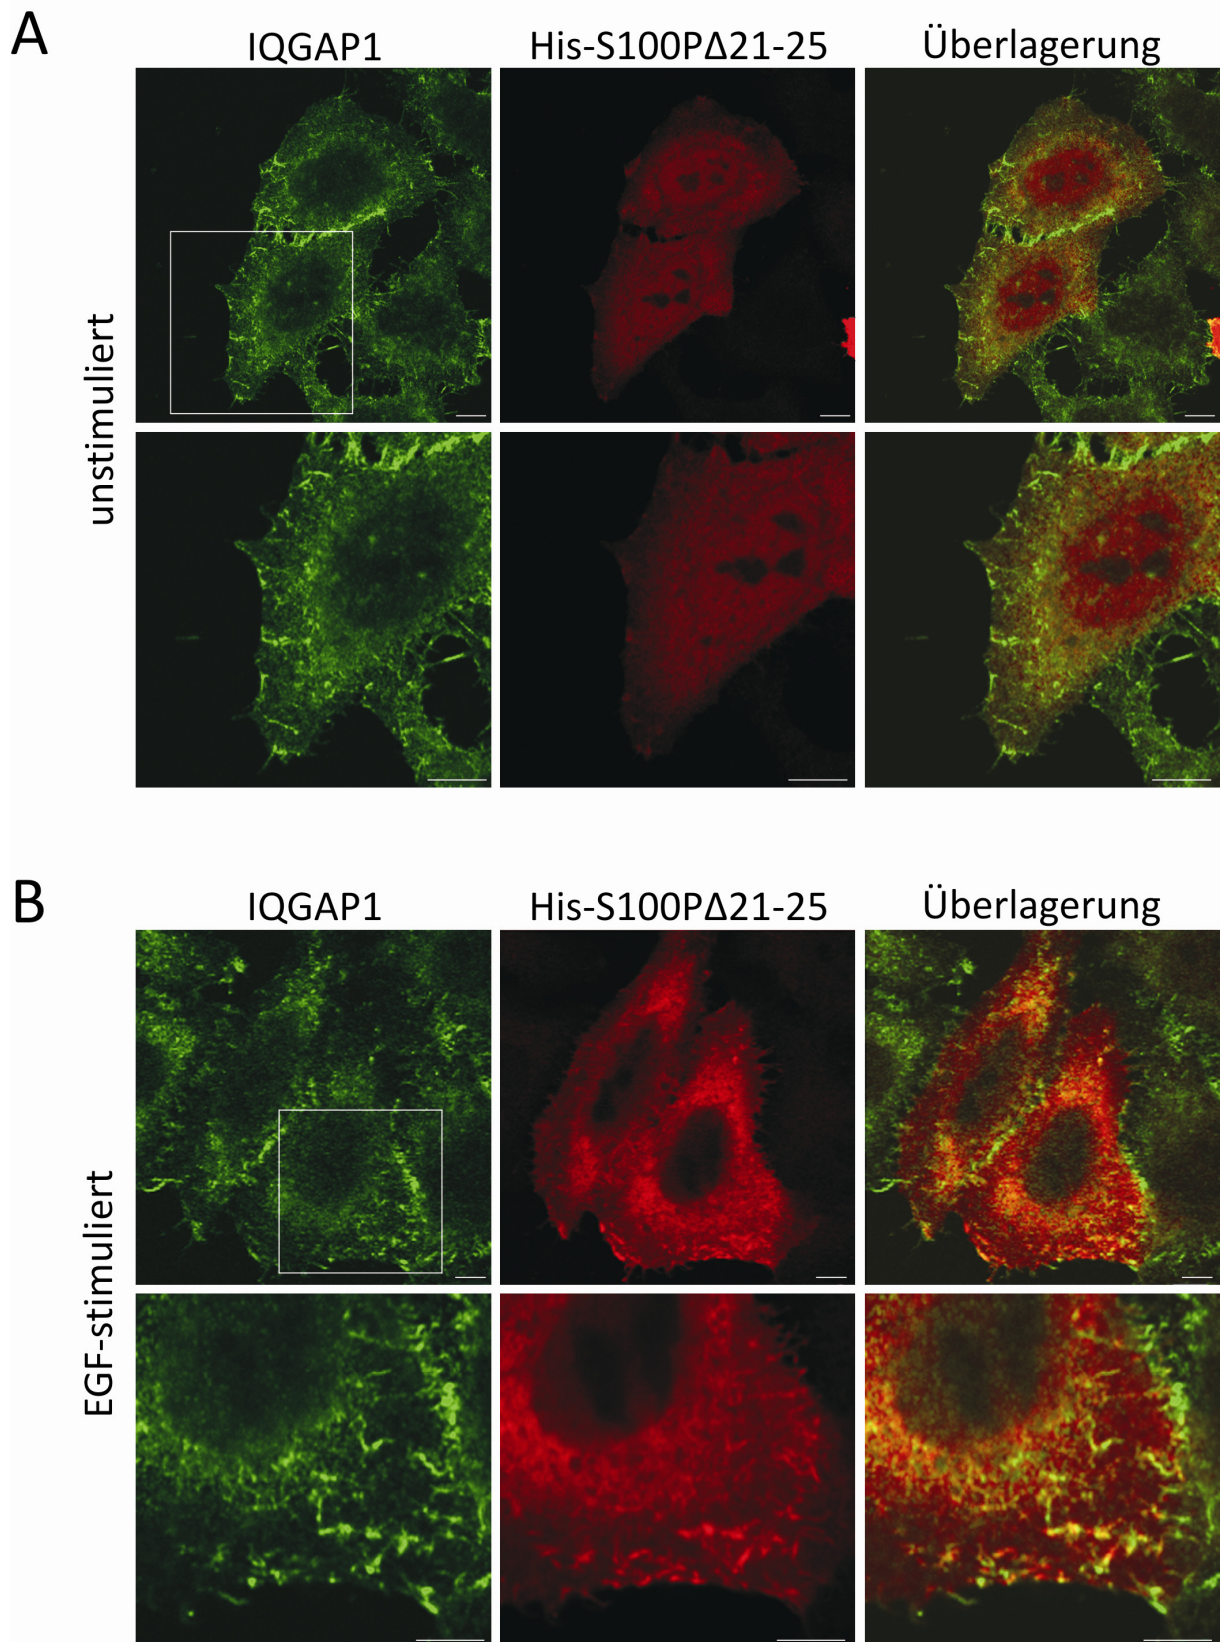 A
IQGAP1 His-S100PΔ21-25 Überlagerung
unstimuliert
B
IQGAP1 His-S100PΔ21-25 Überlagerung
EGF-stimuliert